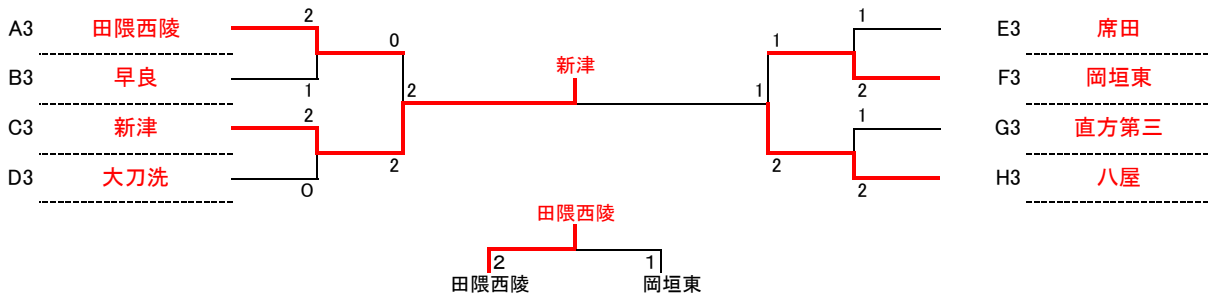 A3 田隈西陵 2
B3 早良 1
C3 新津 2
D3 大刀洗 0
0
2
2
新津
1
1
2
1 E3 席田
2 F3 岡垣東
1 G3 直方第三
2 H3 八屋
田隈西陵
2 1
田隈西陵 岡垣東